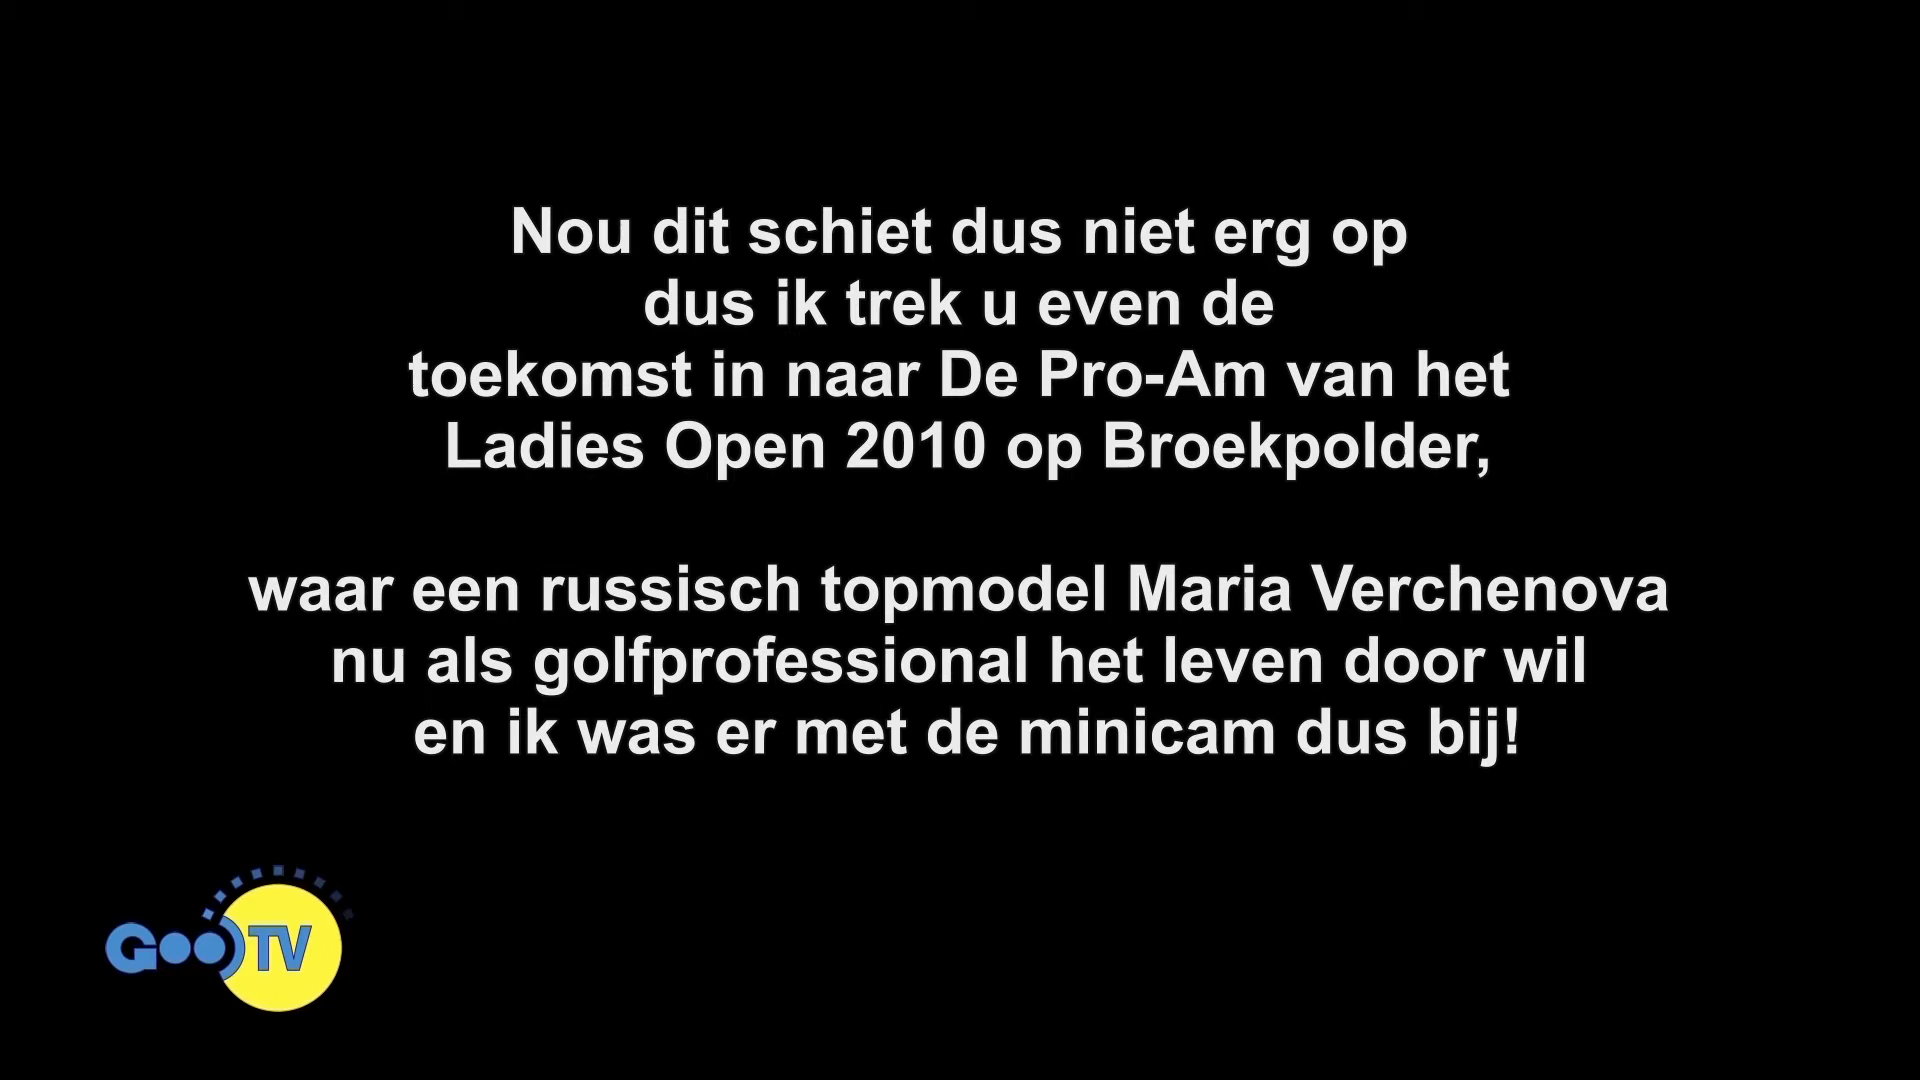 Nou dit schiet dus niet erg op
dus ik trek u even de
toekomst in naar De Pro-Am van het
Ladies Open 2010 op Broekpolder,
waar een russisch topmodel Maria Verchenova
nu als golfprofessional het leven door wil
en ik was er met de minicam dus bij!
GooTV